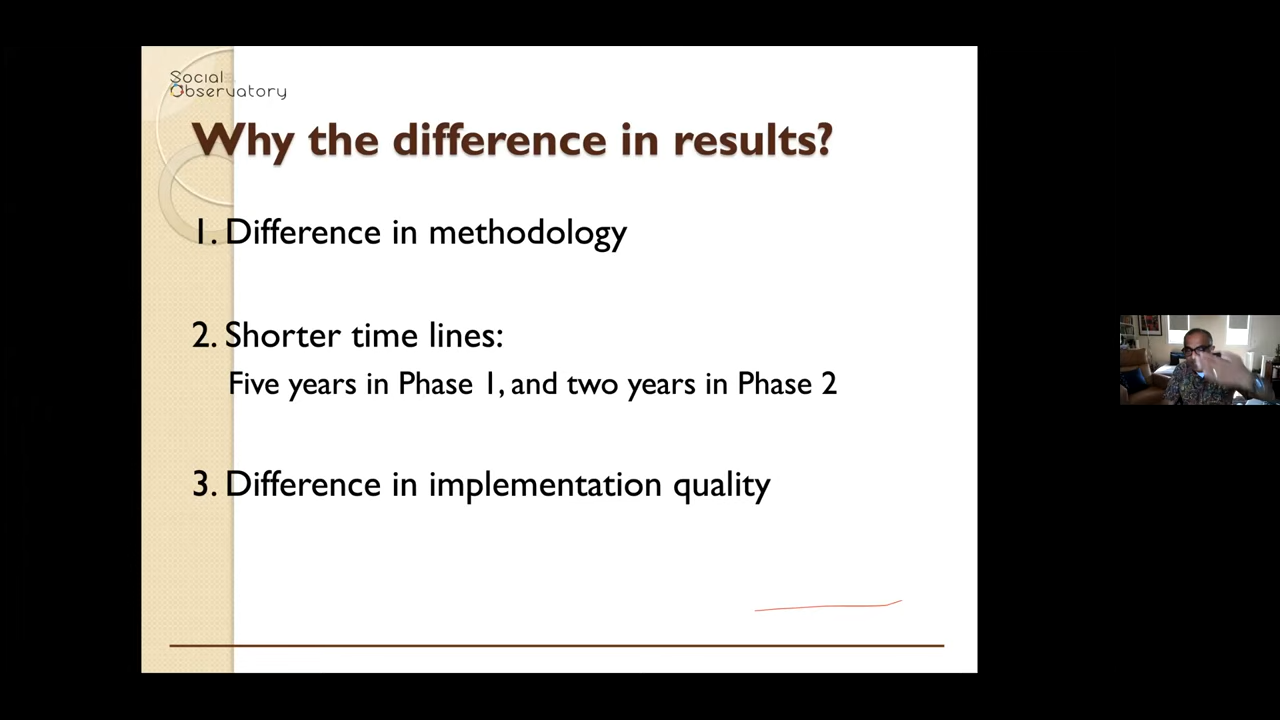 Social
Observatory
Why the difference in results?
1. Difference in methodology
2. Shorter time lines:
Five years in Phase 1, and two years in Phase 2
3. Difference in implementation quality